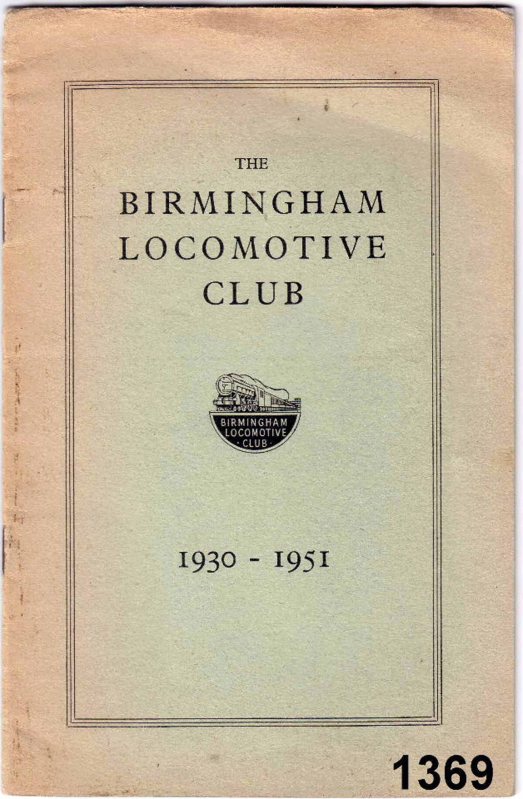 THE
BIRMINGHAM
LOCOMOTIVE
CLUB
BIRMINGHAM
LOCOMOTIVE
· CLUB ·
1930 - 1951
1369